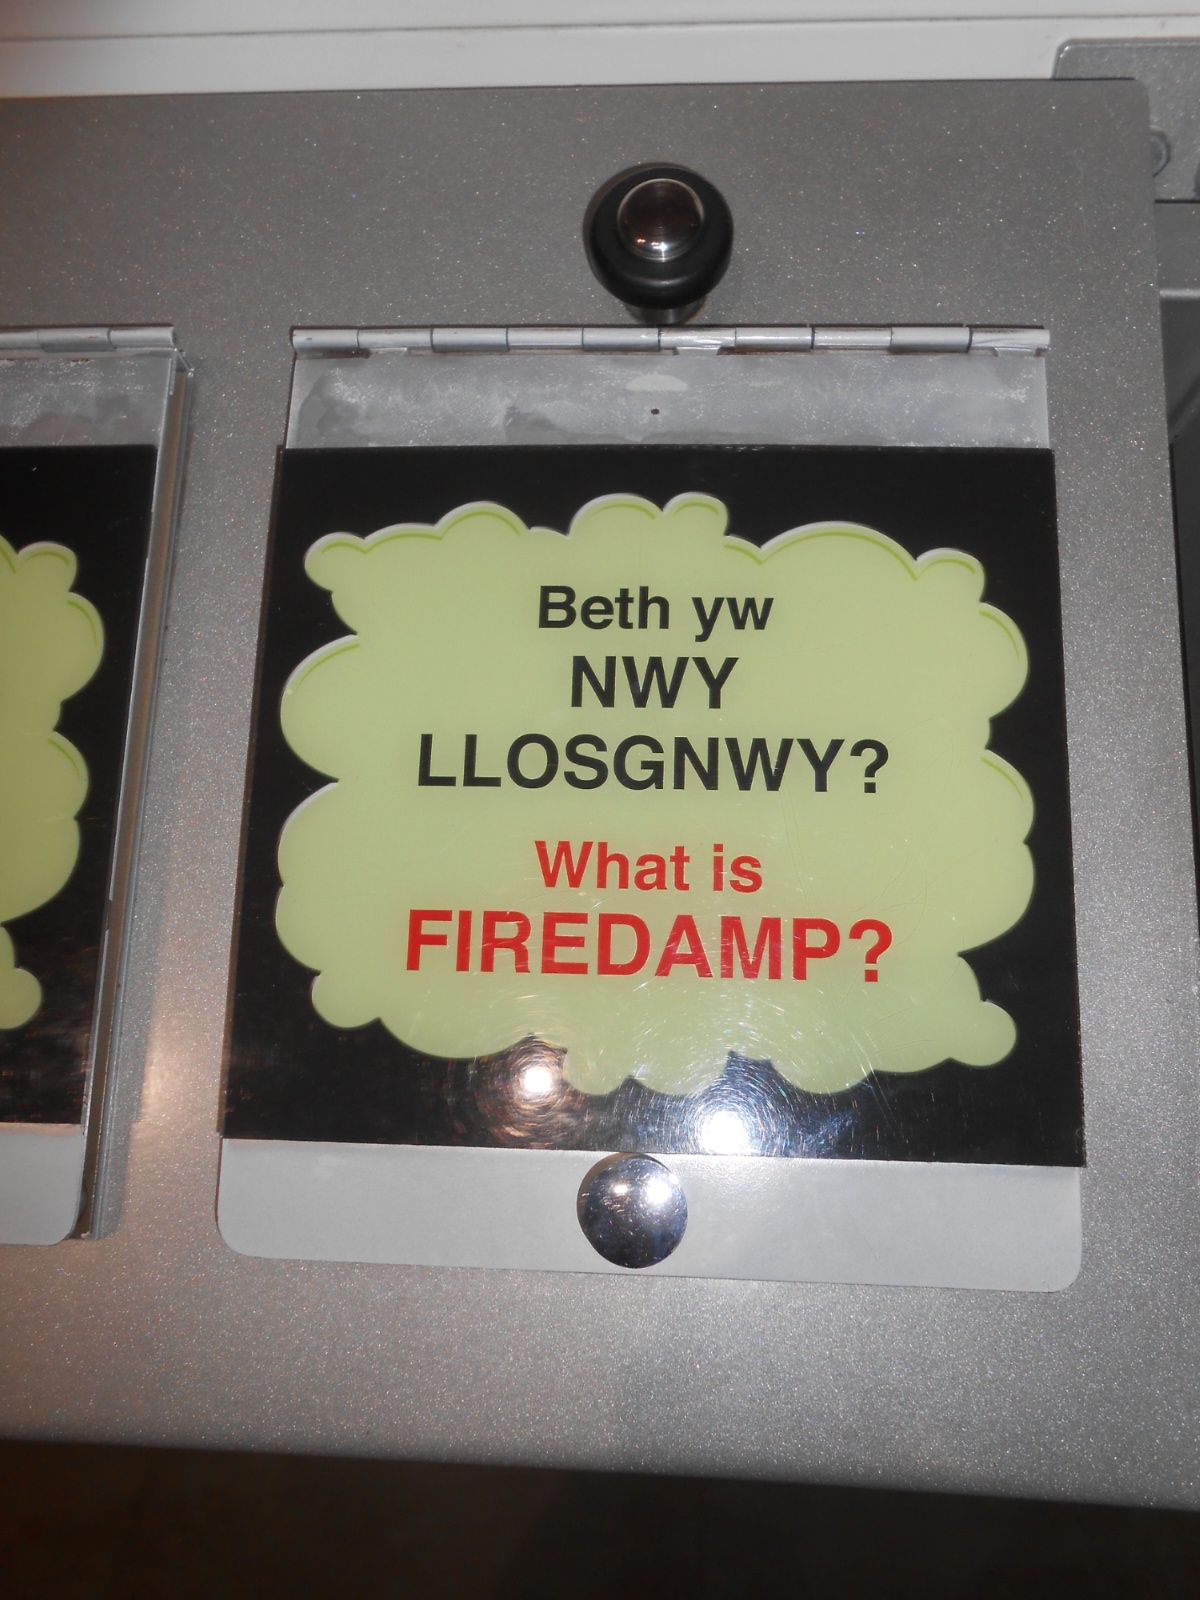 Beth yw
NWY
LLOSGNWY?
What is
FIREDAMP?